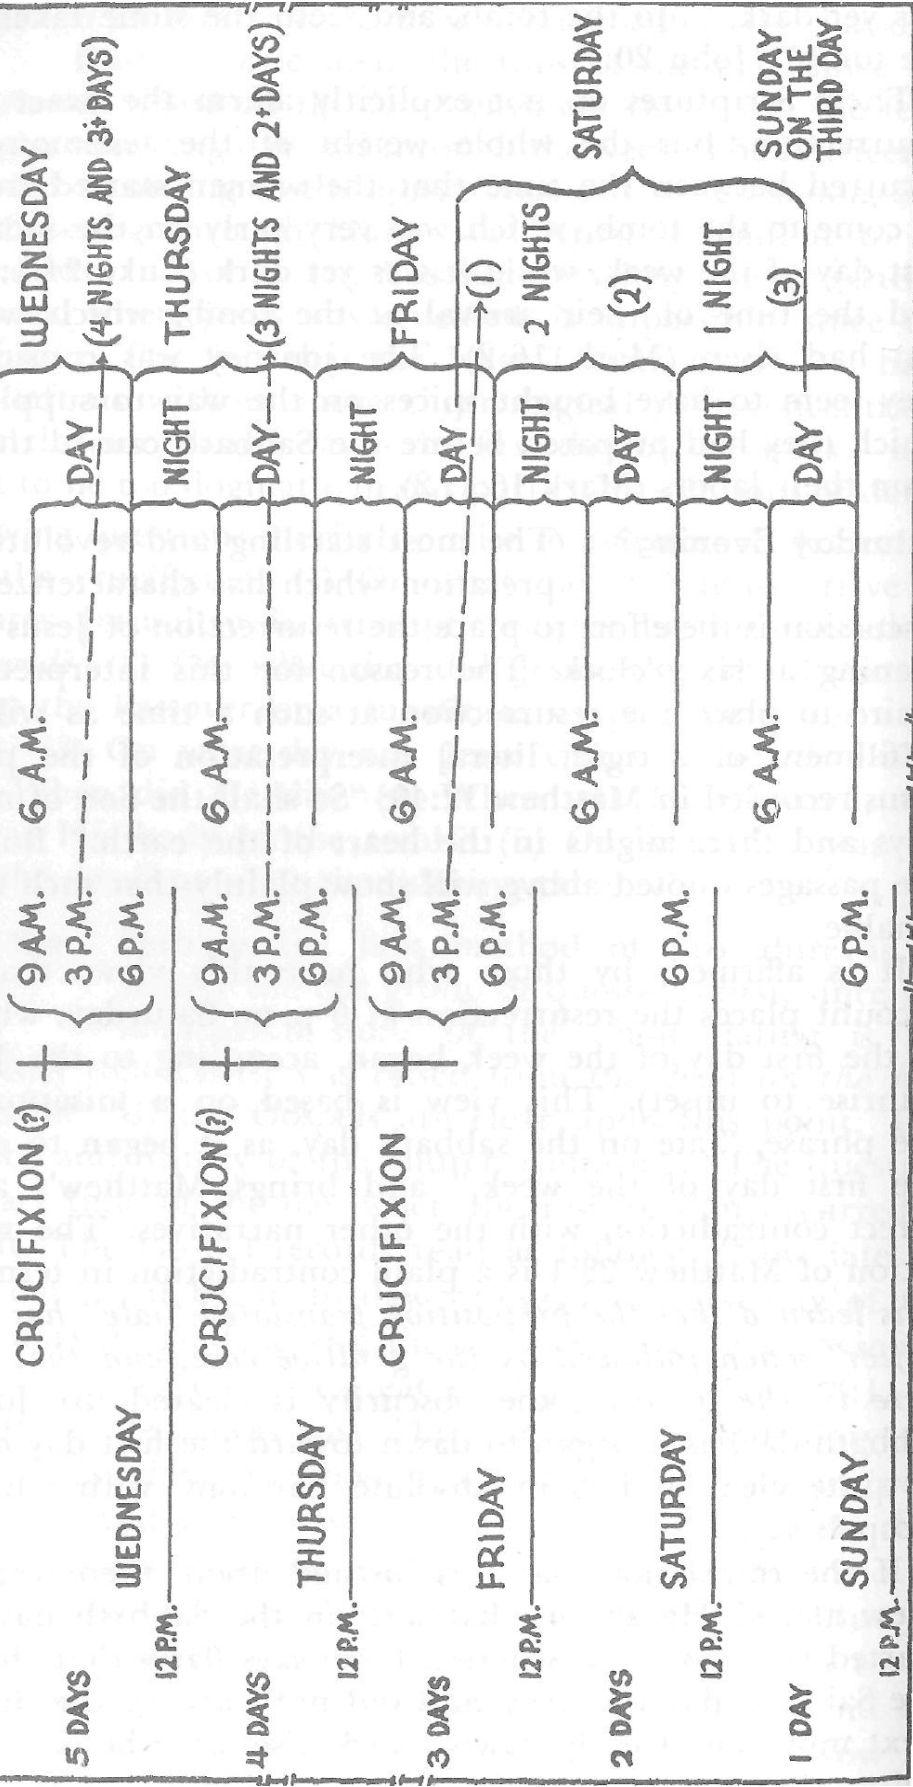 CRUCIFIXION(?) 9 A.M. 6 A.M. WEDNESDAY
5 DAYS 3 P.M. DAY (4 NIGHTS AND 3+ DAYS)
WEDNESDAY 6 P.M.
12 P.M. NIGHT THURSDAY
CRUCIFIXION(?) 9 A.M. 6 A.M.
4 DAYS 3 P.M. DAY (3 NIGHTS AND 2+ DAYS)
THURSDAY 6 P.M.
12 P.M. NIGHT
CRUCIFIXION 9 A.M. 6 A.M. FRIDAY
3 DAYS 3 P.M. DAY (1)
FRIDAY 6 P.M.
12 P.M. NIGHT 2 NIGHTS
6 A.M. SATURDAY
2 DAYS DAY (2)
SATURDAY 6 P.M.
12 P.M. NIGHT 1 NIGHT
6 A.M. SUNDAY
ON THE
THIRD DAY
1 DAY DAY (3)
SUNDAY 6 P.M.
12 P.M.